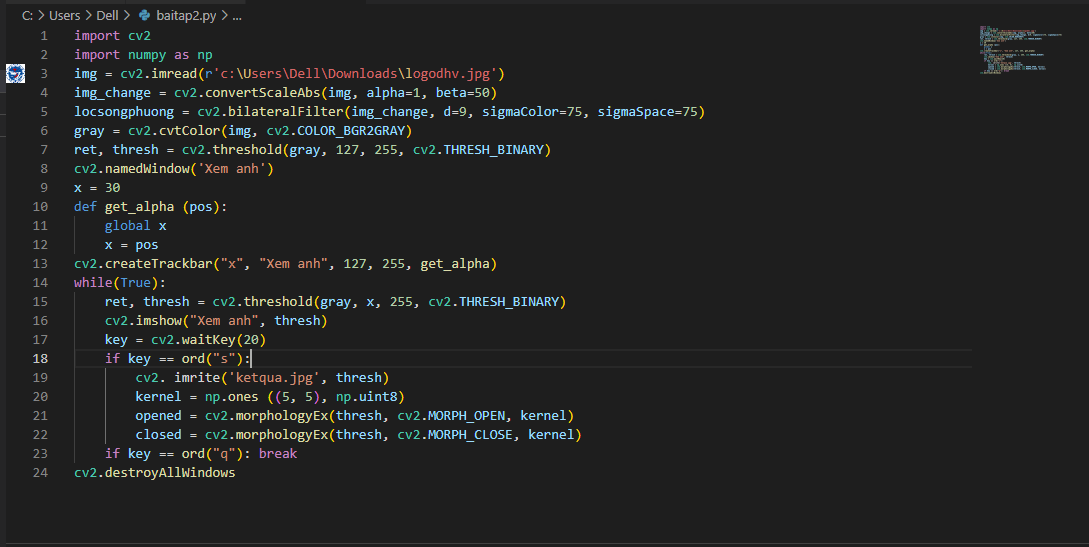 C: > Users > Dell > baitap2.py > ...
1 import cv2
2 import numpy as np
3 img = cv2.imread(r'c:\Users\Dell\Downloads\logodhv.jpg')
4 img_change = cv2.convertScaleAbs(img, alpha=1, beta=50)
5 locsongphuong = cv2.bilateralFilter(img_change, d=9, sigmaColor=75, sigmaSpace=75)
6 gray = cv2.cvtColor(img, cv2.COLOR_BGR2GRAY)
7 ret, thresh = cv2.threshold(gray, 127, 255, cv2.THRESH_BINARY)
8 cv2.namedWindow('Xem anh')
9 x = 30
10 def get_alpha (pos):
11     global x
12     x = pos
13 cv2.createTrackbar("x", "Xem anh", 127, 255, get_alpha)
14 while(True):
15     ret, thresh = cv2.threshold(gray, x, 255, cv2.THRESH_BINARY)
16     cv2.imshow("Xem anh", thresh)
17     key = cv2.waitKey(20)
18     if key == ord("s"):
19         cv2. imrite('ketqua.jpg', thresh)
20         kernel = np.ones ((5, 5), np.uint8)
21         opened = cv2.morphologyEx(thresh, cv2.MORPH_OPEN, kernel)
22         closed = cv2.morphologyEx(thresh, cv2.MORPH_CLOSE, kernel)
23     if key == ord("q"): break
24 cv2.destroyAllWindows